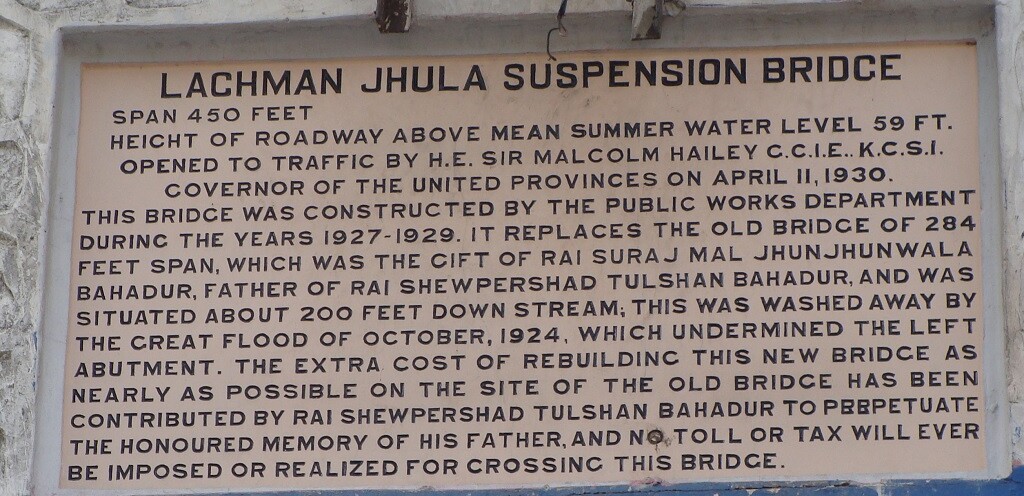 LACHMAN JHULA SUSPENSION BRIDGE
SPAN 450 FEET
HEIGHT OF ROADWAY ABOVE MEAN SUMMER WATER LEVEL 59 FT.
OPENED TO TRAFFIC BY H.E. SIR MALCOLM HAILEY G.C.I.E.. K.C.S.I.
GOVERNOR OF THE UNITED PROVINCES ON APRIL 11, 1930.
THIS BRIDGE WAS CONSTRUCTED BY THE PUBLIC WORKS DEPARTMENT
DURING THE YEARS 1927-1929. IT REPLACES THE OLD BRIDGE OF 284
FEET SPAN, WHICH WAS THE GIFT OF RAI SURAJ MAL JHUNJHUNWALA
BAHADUR, FATHER OF RAI SHEWPERSHAD TULSHAN BAHADUR, AND WAS
SITUATED ABOUT 200 FEET DOWN STREAM; THIS WAS WASHED AWAY BY
THE GREAT FLOOD OF OCTOBER, 1924, WHICH UNDERMINED THE LEFT
ABUTMENT. THE EXTRA COST OF REBUILDING THIS NEW BRIDGE AS
NEARLY AS POSSIBLE ON THE SITE OF THE OLD BRIDGE HAS BEEN
CONTRIBUTED BY RAI SHEWPERSHAD TULSHAN BAHADUR TO PERPETUATE
THE HONOURED MEMORY OF HIS FATHER, AND NO TOLL OR TAX WILL EVER
BE IMPOSED OR REALIZED FOR CROSSING THIS BRIDGE.